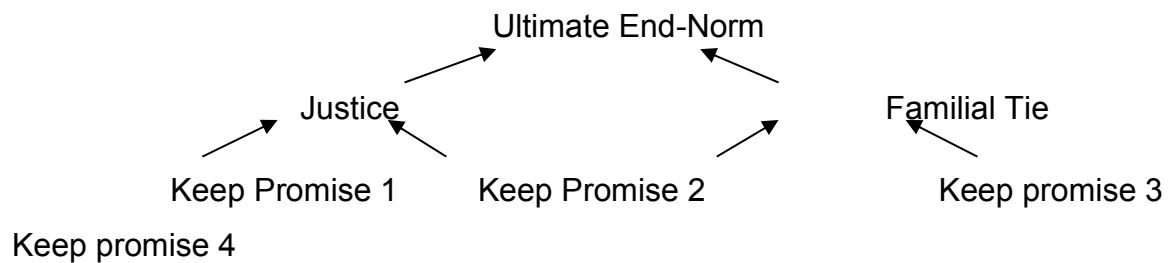 Ultimate End-Norm
Justice Familial Tie
Keep Promise 1 Keep Promise 2 Keep promise 3
Keep promise 4